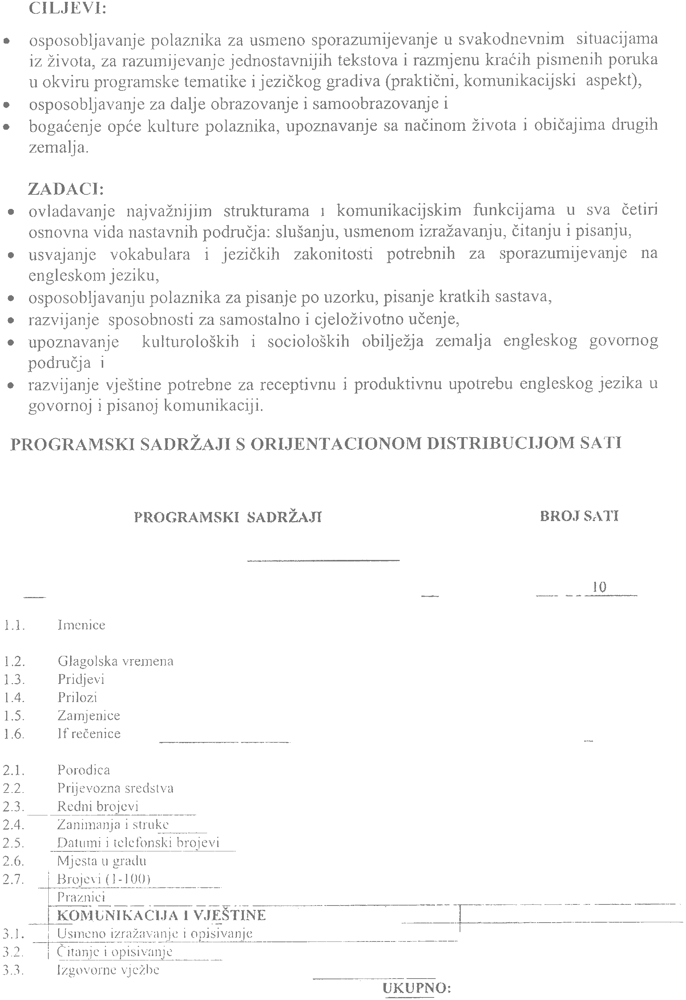 CILJEVI:
• osposobljavanje polaznika za usmeno sporazumijevanje u svakodnevnim situacijama
iz života, za razumijevanje jednostavnijih tekstova i razmjenu kraćih pismenih poruka
u okviru programske tematike i jezičkog gradiva (praktični, komunikacijski aspekt),
• osposobljavanje za dalje obrazovanje i samoobrazovanje i
• bogaćenje opće kulture polaznika, upoznavanje sa načinom života i običajima drugih
zemalja.
ZADACI:
• ovladavanje najvažnijim strukturama i komunikacijskim funkcijama u sva četiri
osnovna vida nastavnih područja: slušanju, usmenom izražavanju, čitanju i pisanju,
• usvajanje vokabulara i jezičkih zakonitosti potrebnih za sporazumijevanje na
engleskom jeziku,
• osposobljavanju polaznika za pisanje po uzorku, pisanje kratkih sastava,
• razvijanje sposobnosti za samostalno i cjeloživotno učenje,
• upoznavanje kulturoloških i socioloških obilježja zemalja engleskog govornog
područja i
• razvijanje vještine potrebne za receptivnu i produktivnu upotrebu engleskog jezika u
govornoj i pisanoj komunikaciji.
PROGRAMSKI SADRŽAJI S ORIJENTACIONOM DISTRIBUCIJOM SATI
PROGRAMSKI SADRŽAJI BROJ SATI
10
1.1. Imenice
1.2. Glagolska vremena
1.3. Pridjevi
1.4. Prilozi
1.5. Zamjenice
1.6. If rečenice
2.1. Porodica
2.2. Prijevozna sredstva
2.3. Redni brojevi
2.4. Zanimanja i struke
2.5. Datumi i telefonski brojevi
2.6. Mjesta u gradu
2.7. Brojevi (1-100)
Praznici
KOMUNIKACIJA I VJEŠTINE
3.1. Usmeno izražavanje i opisivanje
3.2. Čitanje i opisivanje
3.3. Izgovorne vježbe
UKUPNO: